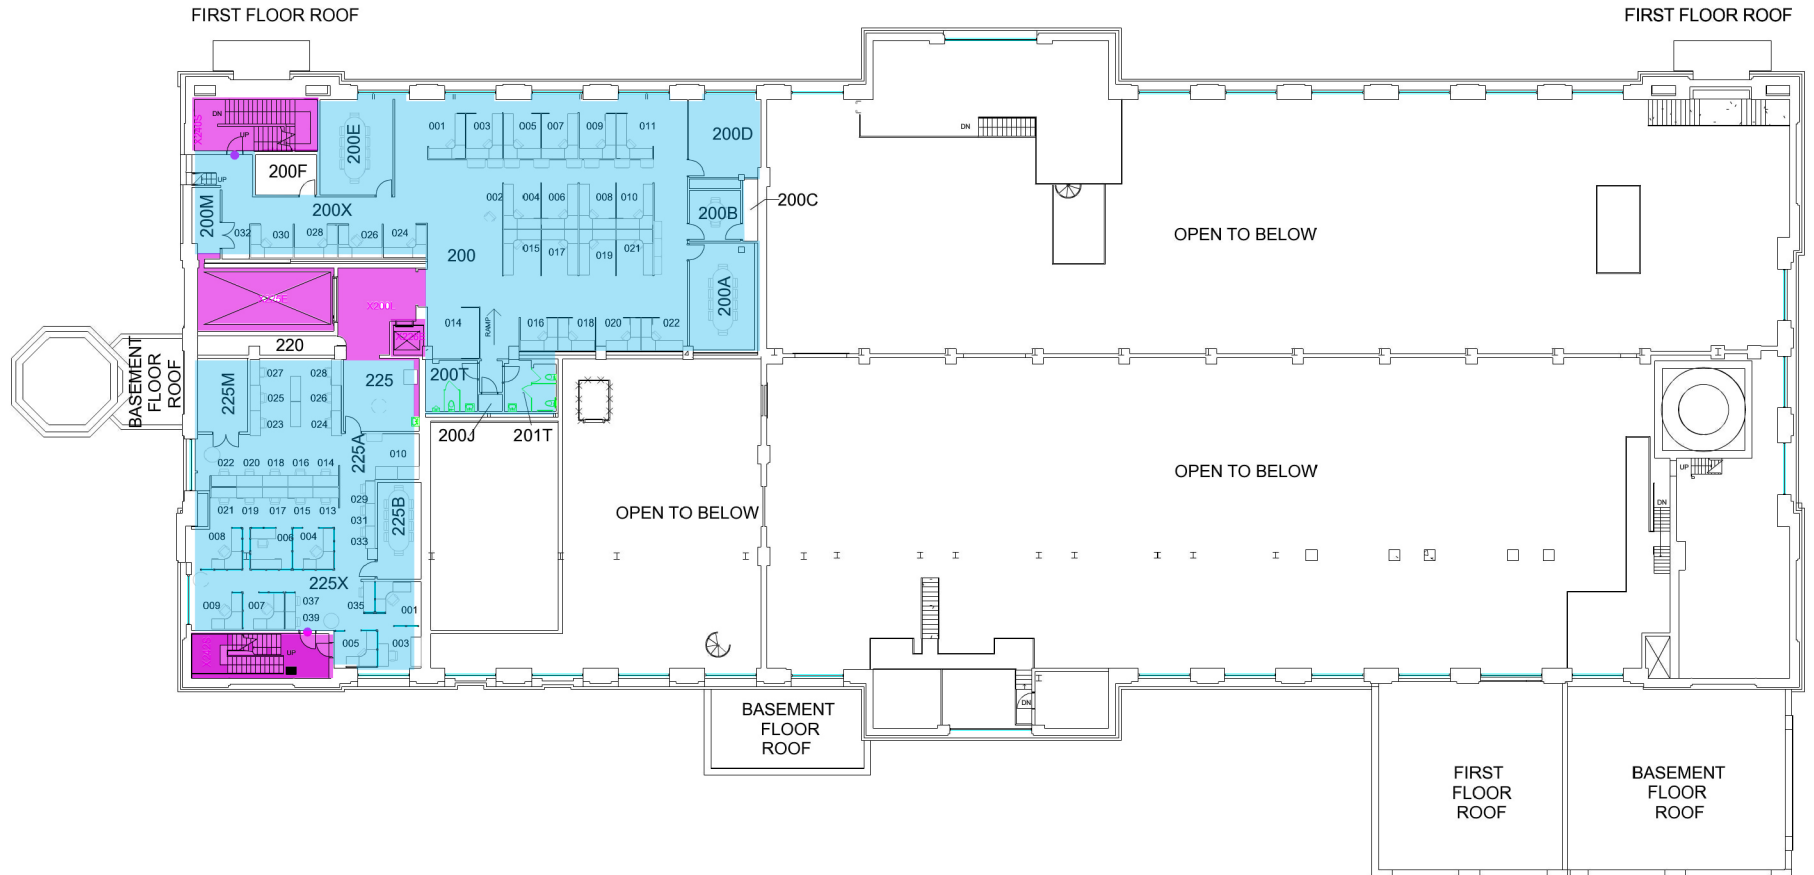 FIRST FLOOR ROOF
FIRST FLOOR ROOF
X240S
DN
UP
200E
001
003
005
007
009
011
200D
DN
200F
UP
200M
200X
032
030
028
026
024
002
004
006
008
010
200B
200C
200
015
017
019
021
200A
OPEN TO BELOW
X200L
014
RAMP
016
018
020
022
220
BASEMENT
FLOOR
ROOF
225M
027
028
025
026
023
024
225
200T
200J
201T
225A
010
022
020
018
016
014
029
031
033
225B
021
019
017
015
013
008
006
004
OPEN TO BELOW
OPEN TO BELOW
UP
DN
225X
009
007
037
039
035
001
005
003
X242S
UP
DN
BASEMENT
FLOOR
ROOF
FIRST
FLOOR
ROOF
BASEMENT
FLOOR
ROOF